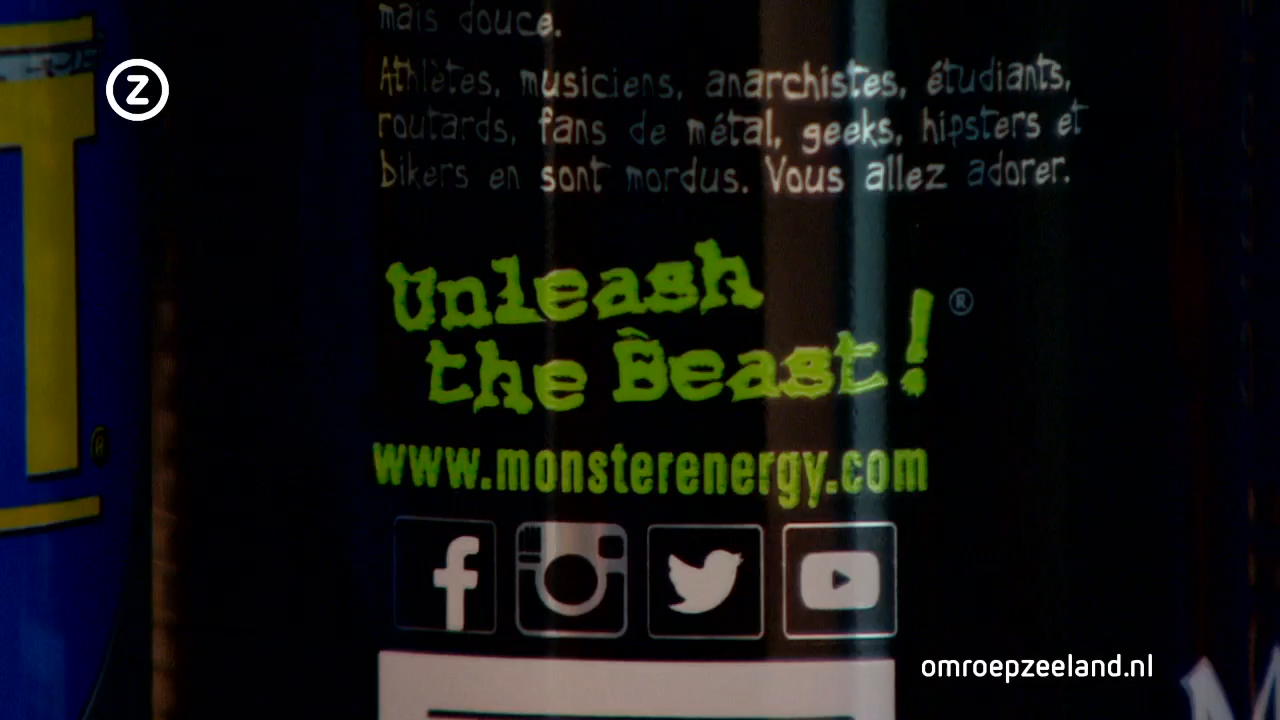 mais douce.
Athlètes, musiciens, anarchistes, étudiants,
routards, fans de métal, geeks, hipsters et
bikers en sont mordus. Vous allez adorer.
Unleash
the Beast!®
www.monsterenergy.com
omroepzeeland.nl
Z
T
®
M